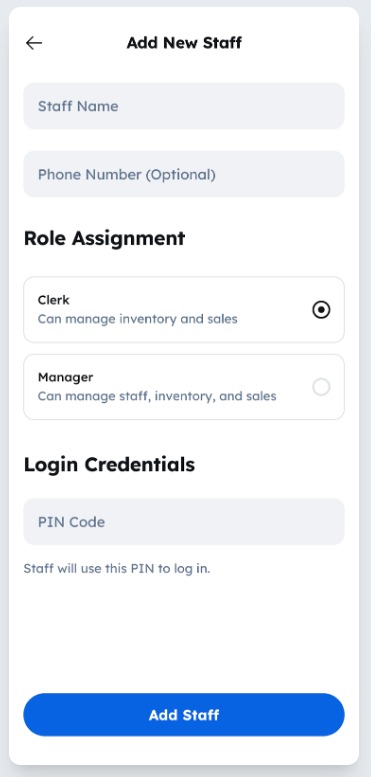 Add New Staff
Staff Name
Phone Number (Optional)
Role Assignment
Clerk
Can manage inventory and sales
Manager
Can manage staff, inventory, and sales
Login Credentials
PIN Code
Staff will use this PIN to log in.
Add Staff